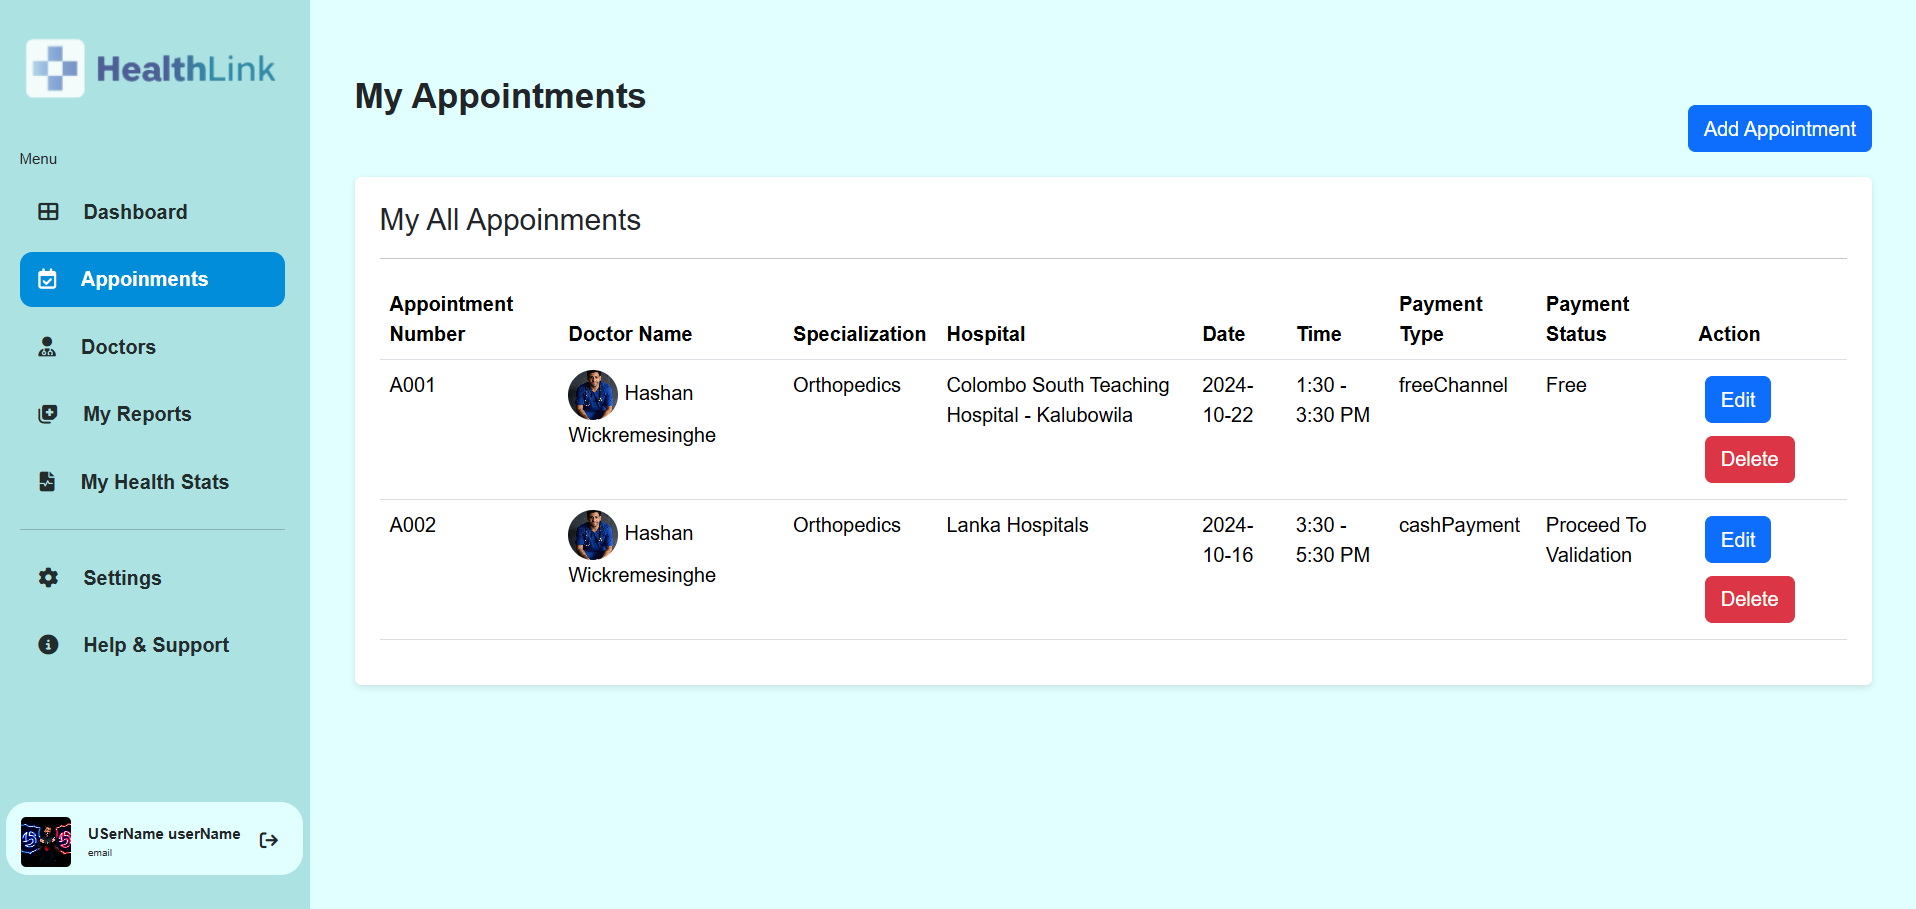 HealthLink
Menu
Dashboard
Appoinments
Doctors
My Reports
My Health Stats
Settings
Help & Support
USerName userName
email
My Appointments
Add Appointment
My All Appoinments
Appointment Number Doctor Name Specialization Hospital Date Time Payment Type Payment Status Action
A001 Hashan Wickremesinghe Orthopedics Colombo South Teaching Hospital - Kalubowila 2024-10-22 1:30 - 3:30 PM freeChannel Free Edit Delete
A002 Hashan Wickremesinghe Orthopedics Lanka Hospitals 2024-10-16 3:30 - 5:30 PM cashPayment Proceed To Validation Edit Delete